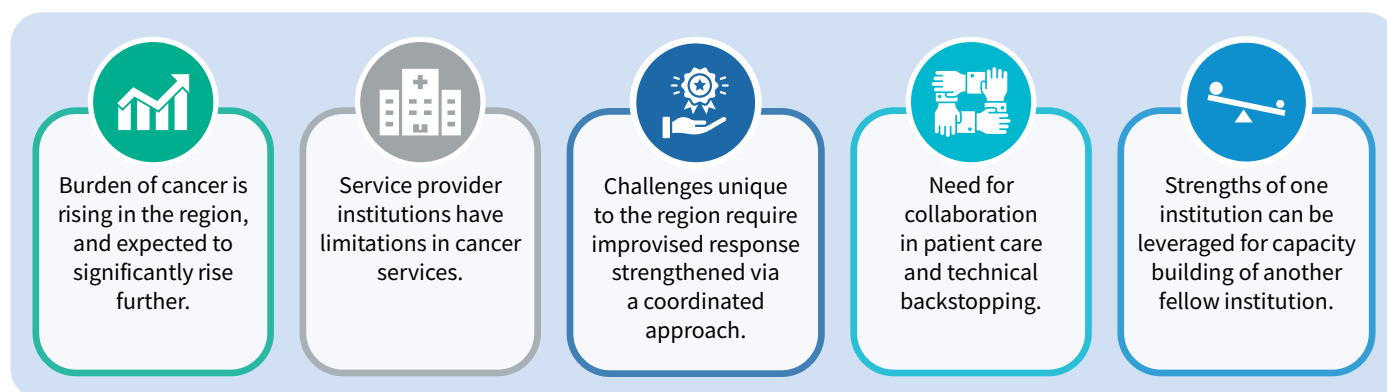 Burden of cancer is
rising in the region,
and expected to
significantly rise
further.
Service provider
institutions have
limitations in cancer
services.
Challenges unique
to the region require
improvised response
strengthened via
a coordinated
approach.
Need for
collaboration
in patient care
and technical
backstopping.
Strengths of one
institution can be
leveraged for capacity
building of another
fellow institution.